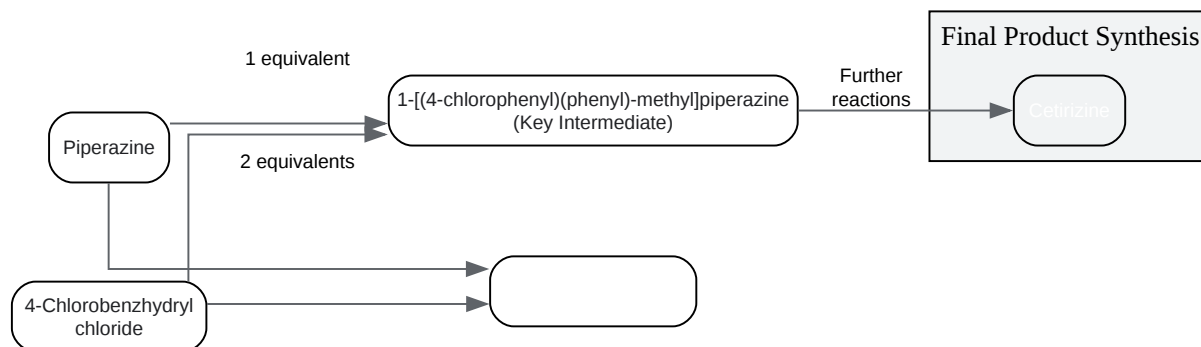 Final Product Synthesis
1 equivalent
Further
reactions
1-[(4-chlorophenyl)(phenyl)-methyl]piperazine
(Key Intermediate)
Cetirizine
Piperazine
2 equivalents
4-Chlorobenzhydryl
chloride